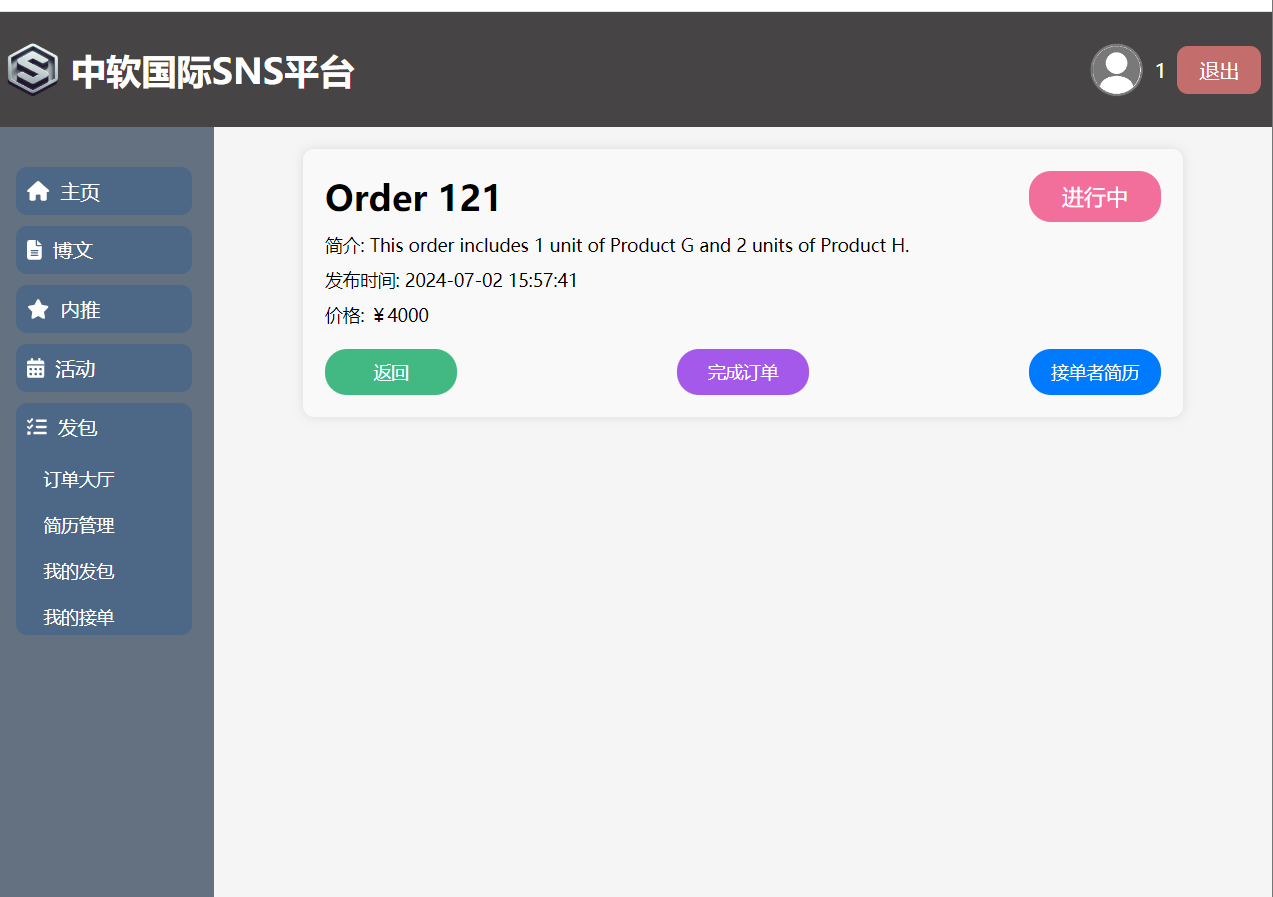 中软国际SNS平台
1
退出
主页
博文
内推
活动
发包
订单大厅
简历管理
我的发包
我的接单
Order 121
进行中
简介: This order includes 1 unit of Product G and 2 units of Product H.
发布时间: 2024-07-02 15:57:41
价格: ￥4000
返回
完成订单
接单者简历